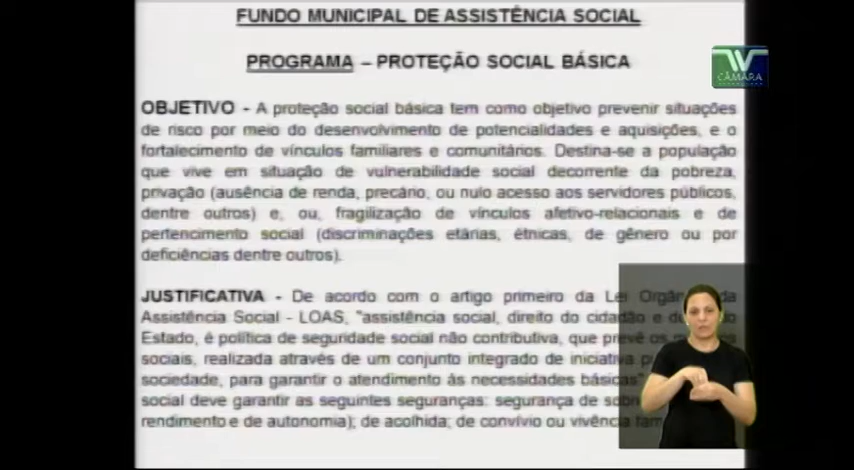 FUNDO MUNICIPAL DE ASSISTÊNCIA SOCIAL
PROGRAMA – PROTEÇÃO SOCIAL BÁSICA
TV
CÂMARA
OBJETIVO - A proteção social básica tem como objetivo prevenir situações
de risco por meio do desenvolvimento de potencialidades e aquisições, e o
fortalecimento de vínculos familiares e comunitários. Destina-se a população
que vive em situação de vulnerabilidade social decorrente da pobreza,
privação (ausência de renda, precário, ou nulo acesso aos servidores públicos,
dentre outros) e, ou, fragilização de vínculos afetivo-relacionais e de
pertencimento social (discriminações etárias, étnicas, de gênero ou por
deficiências dentre outros).
JUSTIFICATIVA - De acordo com o artigo primeiro da Lei da
Assistência Social - LOAS, "assistência social, direito do cidadão e
Estado, é política de seguridade social não contributiva, que prevê
sociais, realizada através de um conjunto integrado de iniciativa
sociedade, para garantir o atendimento às necessidades básicas"
social deve garantir as seguintes seguranças: segurança de
rendimento e de autonomia); de acolhida; de convívio ou vivência